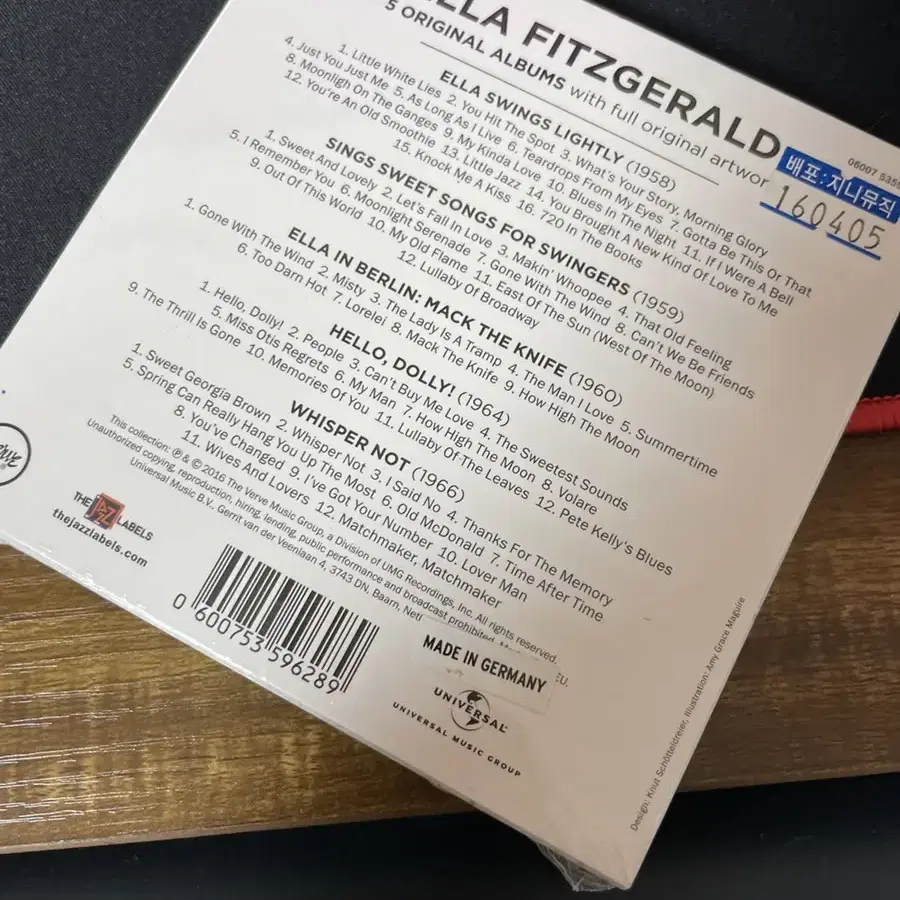 LLA FITZGERALD
5 ORIGINAL ALBUMS with full original artwor
06007 5359
배포:지니뮤직
160405
ELLA SWINGS LIGHTLY (1958)
1. Little White Lies 2. You Hit The Spot 3. What's Your Story, Morning Glory
4. Just You Just Me 5. As Long As I Live 6. Teardrops From My Eyes 7. Gotta Be This Or That
8. Moonligh On The Ganges 9. My Kinda Love 10. Blues In The Night 11. If I Were A Bell
12. You're An Old Smoothie 13. Little Jazz 14. You Brought A New Kind Of Love To Me
15. Knock Me A Kiss 16. 720 In The Books
SINGS SWEET SONGS FOR SWINGERS (1959)
1. Sweet And Lovely 2. Let's Fall In Love 3. Makin' Whoopee 4. That Old Feeling
5. I Remember You 6. Moonlight Serenade 7. Gone With The Wind 8. Can't We Be Friends
9. Out Of This World 10. My Old Flame 11. East Of The Sun (West Of The Moon)
12. Lullaby Of Broadway
ELLA IN BERLIN: MACK THE KNIFE (1960)
1. Gone With The Wind 2. Misty 3. The Lady Is A Tramp 4. The Man I Love 5. Summertime
6. Too Darn Hot 7. Lorelei 8. Mack The Knife 9. How High The Moon
HELLO, DOLLY! (1964)
1. Hello, Dolly! 2. People 3. Can't Buy Me Love 4. The Sweetest Sounds
5. Miss Otis Regrets 6. My Man 7. How High The Moon 8. Volare
9. The Thrill Is Gone 10. Memories Of You 11. Lullaby Of The Leaves 12. Pete Kelly's Blues
WHISPER NOT (1966)
1. Sweet Georgia Brown 2. Whisper Not 3. I Said No 4. Thanks For The Memory
5. Spring Can Really Hang You Up The Most 6. Old McDonald 7. Time After Time
8. You've Changed 9. I've Got Your Number 10. Lover Man
11. Wives And Lovers 12. Matchmaker, Matchmaker
This collection: ℗ & © 2016 The Verve Music Group, a Division of UMG Recordings, Inc. All rights reserved.
Unauthorized copying, reproduction, hiring, lending, public performance and broadcast prohibited.
Universal Music B.V., Gerrit van der Veenlaan 4, 3743 DN, Baarn, EU.
THE JAZZ LABELS
thejazzlabels.com
0 600753 596289
MADE IN GERMANY
UNIVERSAL
UNIVERSAL MUSIC GROUP
Design: Knut Schötteldreier, Illustration: Amy Grace Maguire